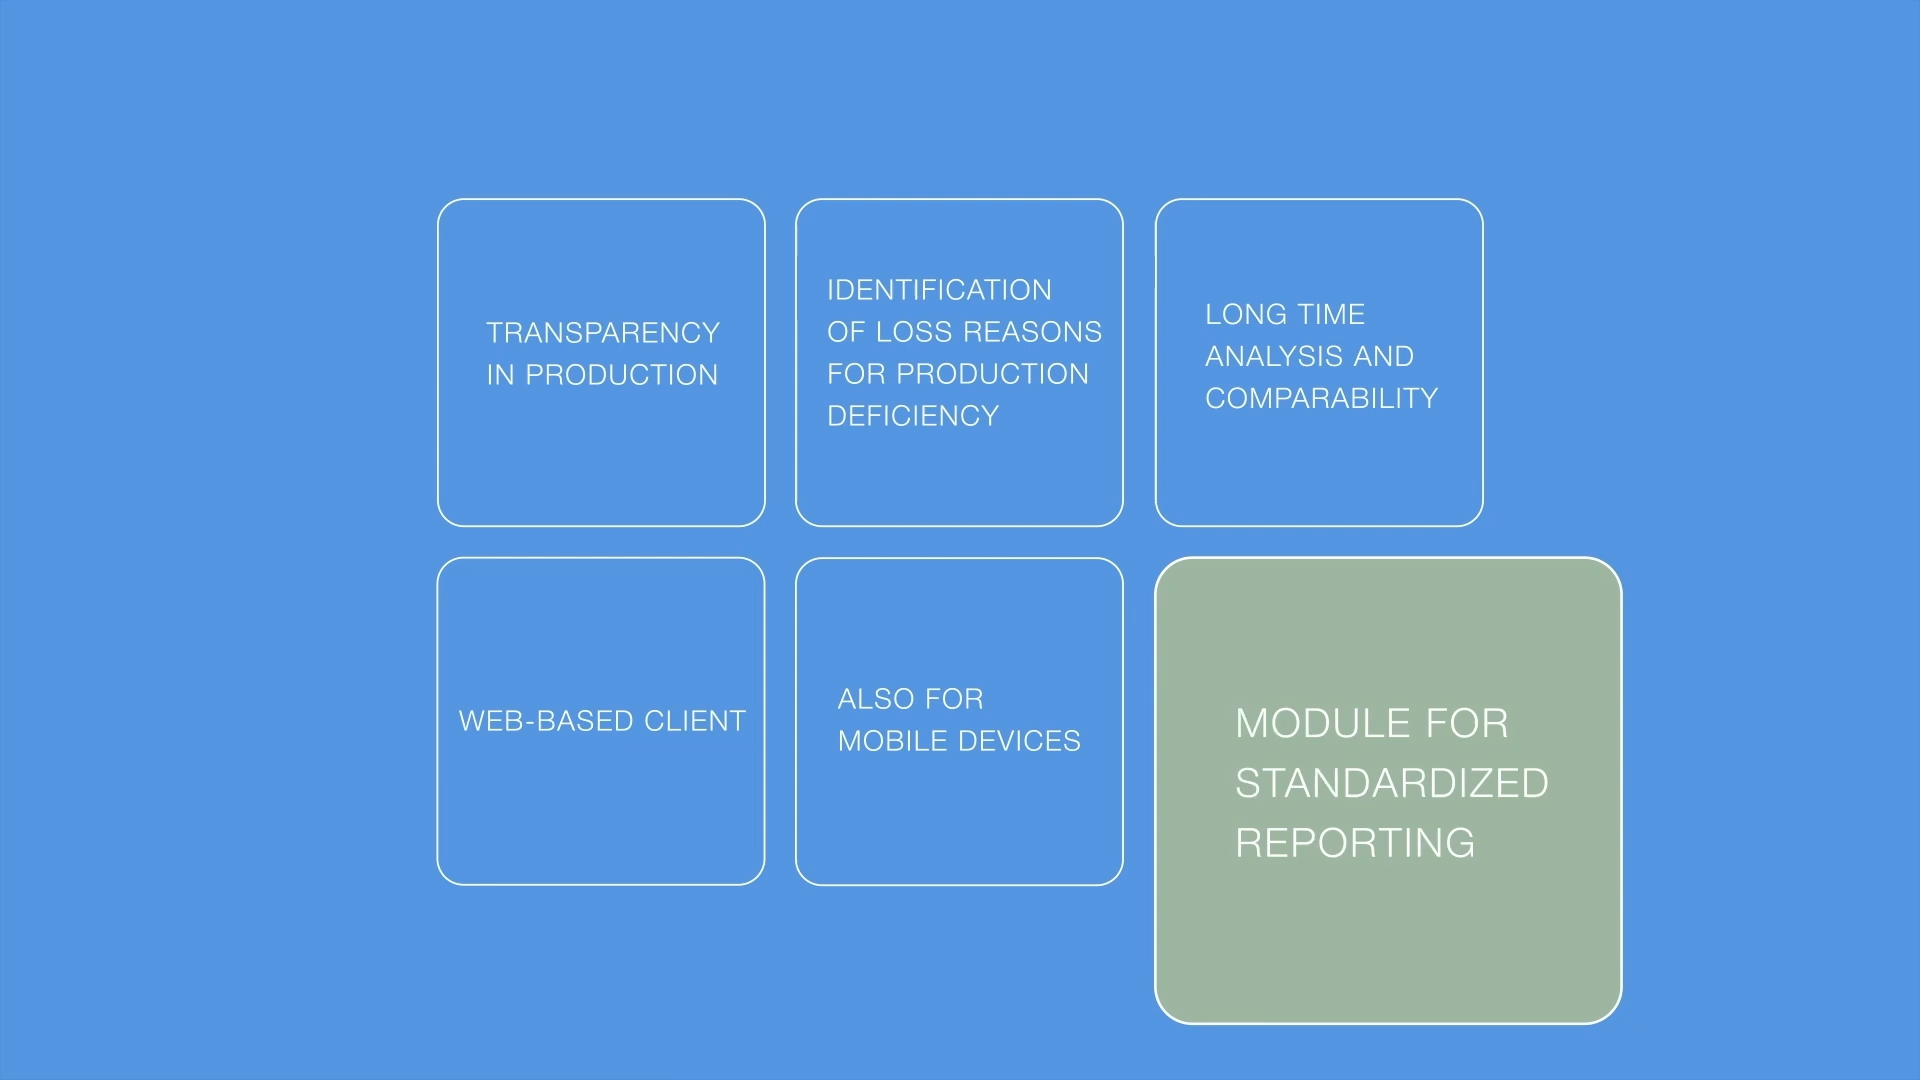 TRANSPARENCY
IN PRODUCTION
IDENTIFICATION
OF LOSS REASONS
FOR PRODUCTION
DEFICIENCY
LONG TIME
ANALYSIS AND
COMPARABILITY
WEB-BASED CLIENT
ALSO FOR
MOBILE DEVICES
MODULE FOR
STANDARDIZED
REPORTING